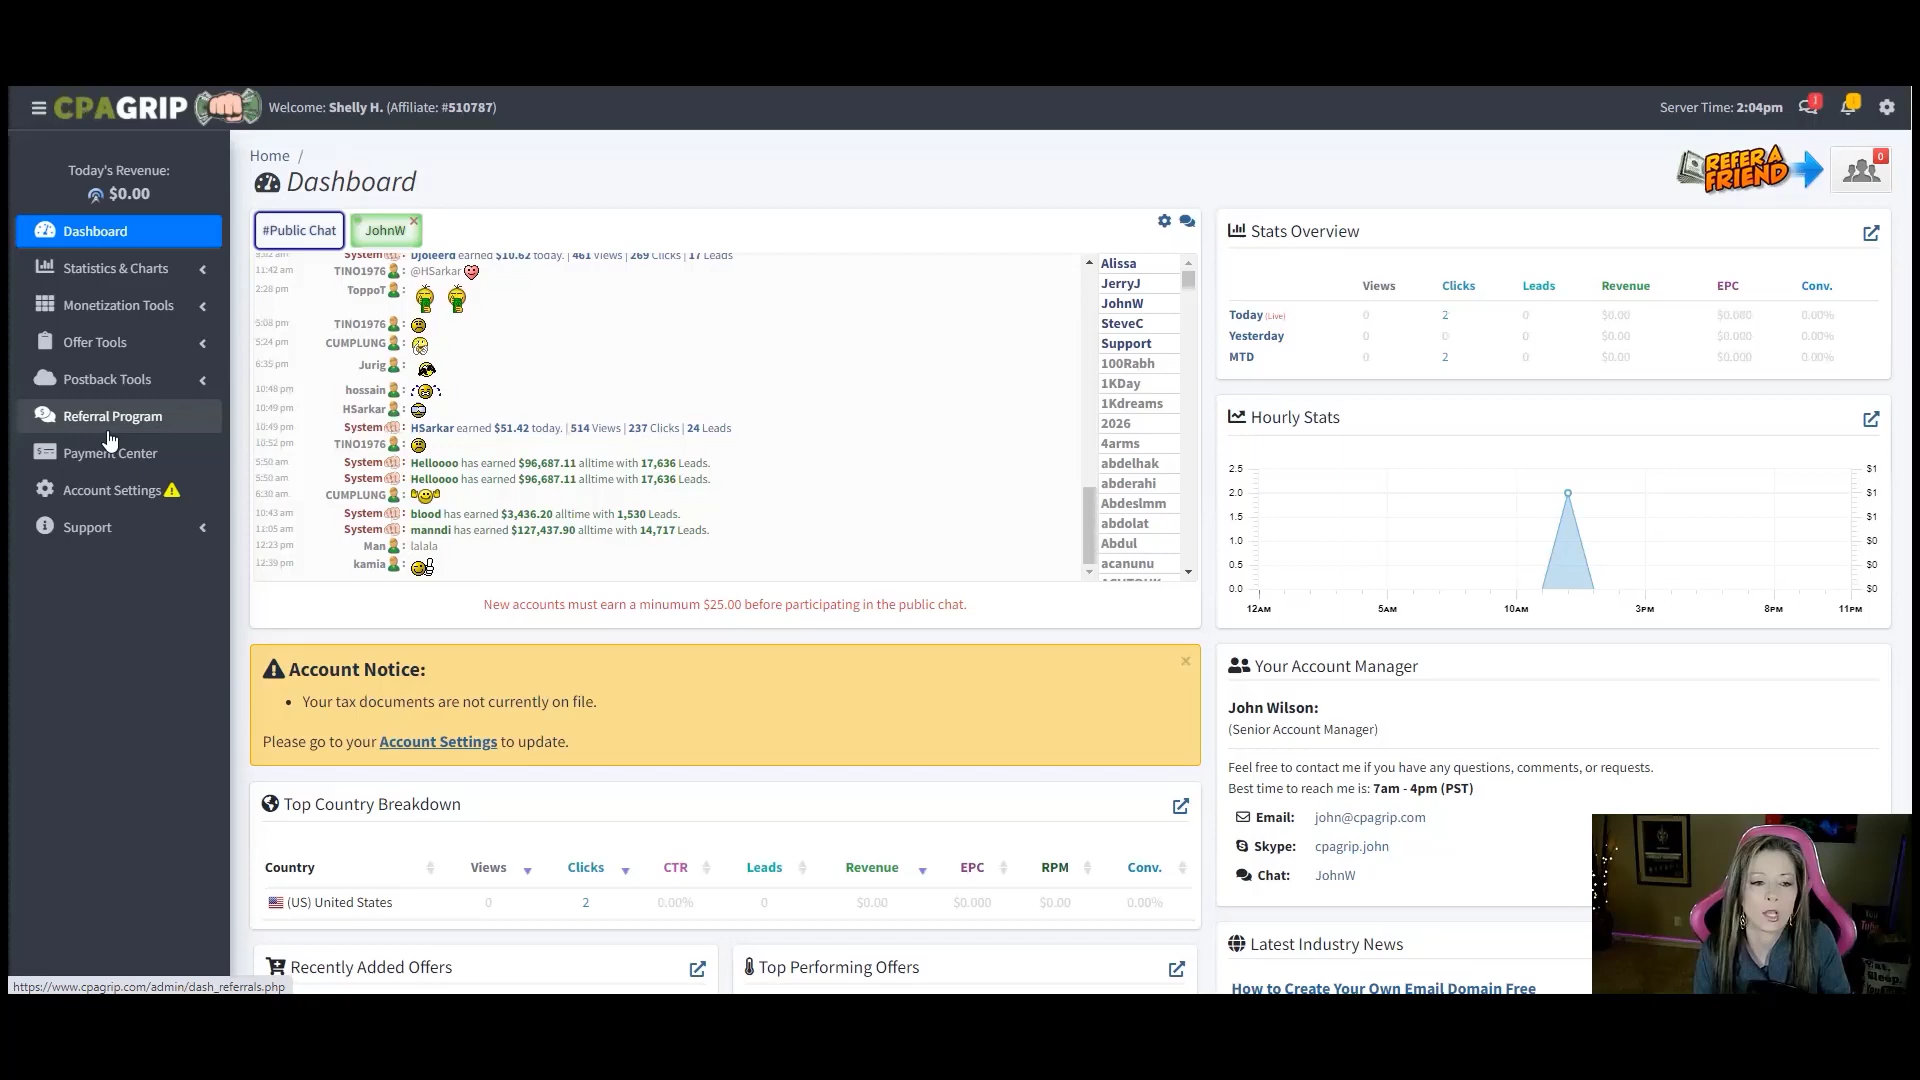 CPAGRIP Welcome: Shelly H. (Affiliate: #510787)
Server Time: 2:04pm
1
Today's Revenue:
$0.00
Dashboard
Statistics & Charts
Monetization Tools
Offer Tools
Postback Tools
Referral Program
Payment Center
Account Settings
Support
Home /
Dashboard
REFER A FRIEND
0
#Public Chat
JohnW
System : Djoleerd earned $10.62 today. | 461 Views | 269 Clicks | 17 Leads
11:42 am TINO1976 : @HSarkar
2:28 pm ToppoT :
5:08 pm TINO1976 :
5:24 pm CUMPLUNG :
6:35 pm Jurig :
10:48 pm hossain :
10:49 pm HSarkar :
10:49 pm System : HSarkar earned $51.42 today. | 514 Views | 237 Clicks | 24 Leads
10:52 pm TINO1976 :
5:50 am System : Helloooo has earned $96,687.11 alltime with 17,636 Leads.
5:50 am System : Helloooo has earned $96,687.11 alltime with 17,636 Leads.
6:30 am CUMPLUNG :
10:43 am System : blood has earned $3,436.20 alltime with 1,530 Leads.
11:05 am System : manndi has earned $127,437.90 alltime with 14,717 Leads.
12:23 pm Man : lalala
12:39 pm kamia :
Alissa
JerryJ
JohnW
SteveC
Support
100Rabh
1KDay
1Kdreams
2026
4arms
abdelhak
abderahi
Abdeslmm
abdolat
Abdul
acanunu
New accounts must earn a minumum $25.00 before participating in the public chat.
Account Notice:
×
• Your tax documents are not currently on file.
Please go to your Account Settings to update.
Top Country Breakdown
Country Views Clicks CTR Leads Revenue EPC RPM Conv.
(US) United States 0 2 0.00% 0 $0.00 $0.000 $0.00 0.00%
Recently Added Offers
Top Performing Offers
Stats Overview
Views Clicks Leads Revenue EPC Conv.
Today (Live) 0 2 0 $0.00 $0.000 0.00%
Yesterday 0 0 0 $0.00 $0.000 0.00%
MTD 0 2 0 $0.00 $0.000 0.00%
Hourly Stats
2.5 $1
2.0 $1
1.5 $1
1.0 $0
0.5 $0
0.0 $0
12AM 5AM 10AM 3PM 8PM 11PM
Your Account Manager
John Wilson:
(Senior Account Manager)
Feel free to contact me if you have any questions, comments, or requests.
Best time to reach me is: 7am - 4pm (PST)
Email: john@cpagrip.com
Skype: cpagrip.john
Chat: JohnW
Latest Industry News
How to Create Your Own Email Domain Free
https://www.cpagrip.com/admin/dash_referrals.php